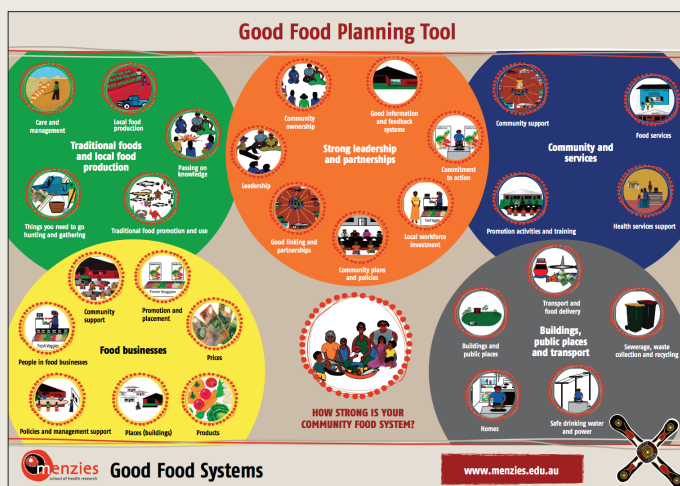 Good Food Planning Tool
Care and
management
Local food
production
Traditional foods
and local food
production
Passing on
knowledge
Things you need to go
hunting and gathering
Traditional food promotion and use
Community
ownership
Good information
and feedback
systems
Strong leadership
and partnerships
Leadership
Commitment
to action
Good linking and
partnerships
Local workforce
investment
Community plans
and policies
Community support
Food services
Community and
services
Promotion activities and training
Health services support
Community
support
Promotion and
placement
Food businesses
People in food businesses
Fresh Veggies
Prices
Policies and management support
Places (buildings)
Products
HOW STRONG IS YOUR
COMMUNITY FOOD SYSTEM?
Transport and
food delivery
Buildings and
public places
Buildings,
public places
and transport
Sewerage, waste
collection and recycling
Homes
Safe drinking water
and power
menzies
school of health research
Good Food Systems
www.menzies.edu.au